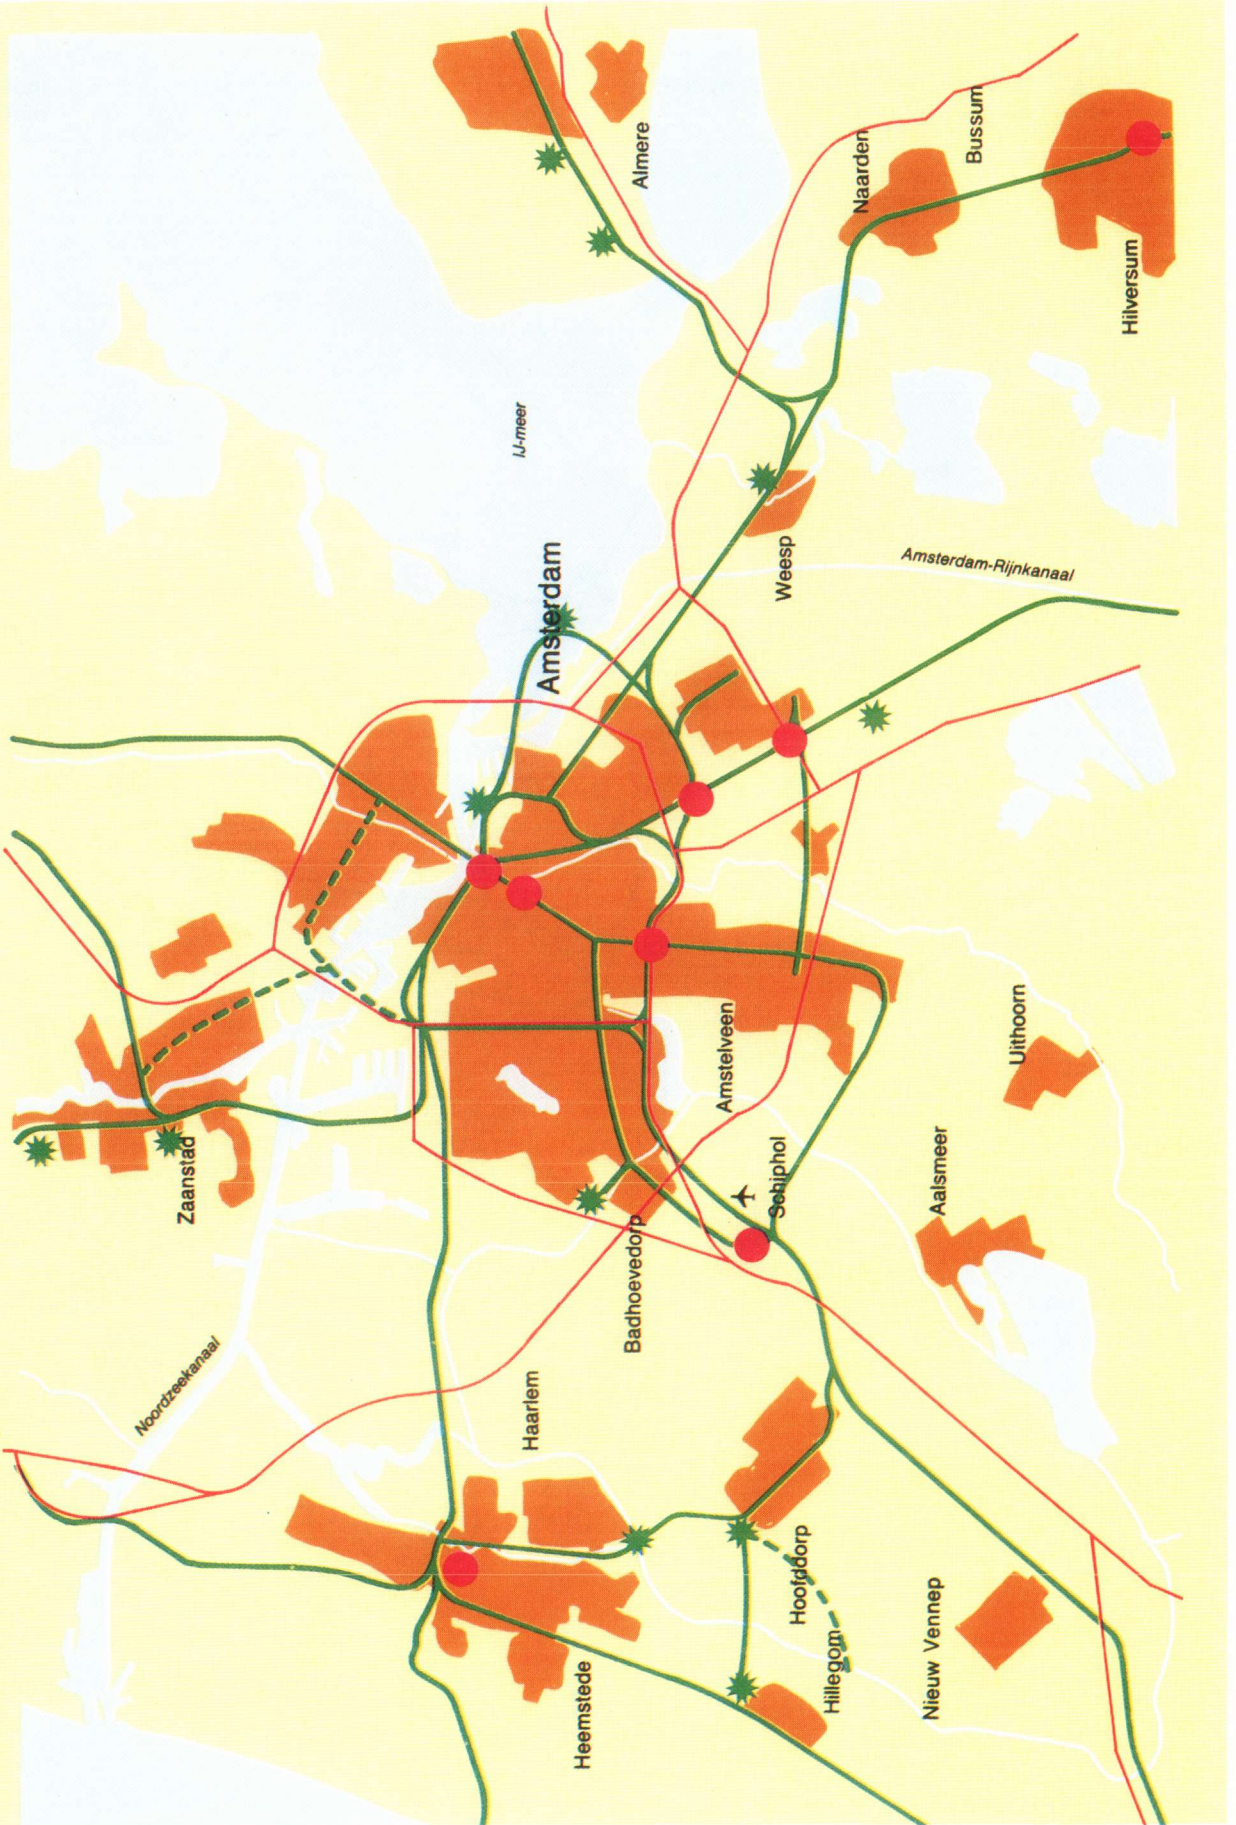 Almere
Bussum
Naarden
Hilversum
IJ-meer
Amsterdam
Weesp
Amsterdam-Rijnkanaal
Zaanstad
Amstelveen
Uithoorn
Schiphol
Aalsmeer
Badhoevedorp
Noordzeekanaal
Haarlem
Hoofddorp
Heemstede
Hillegom
Nieuw Vennep